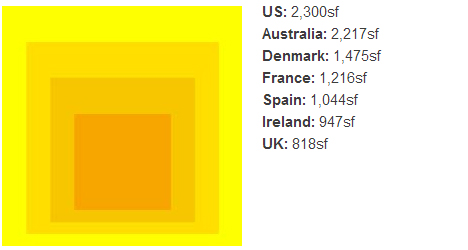 US: 2,300sf
Australia: 2,217sf
Denmark: 1,475sf
France: 1,216sf
Spain: 1,044sf
Ireland: 947sf
UK: 818sf